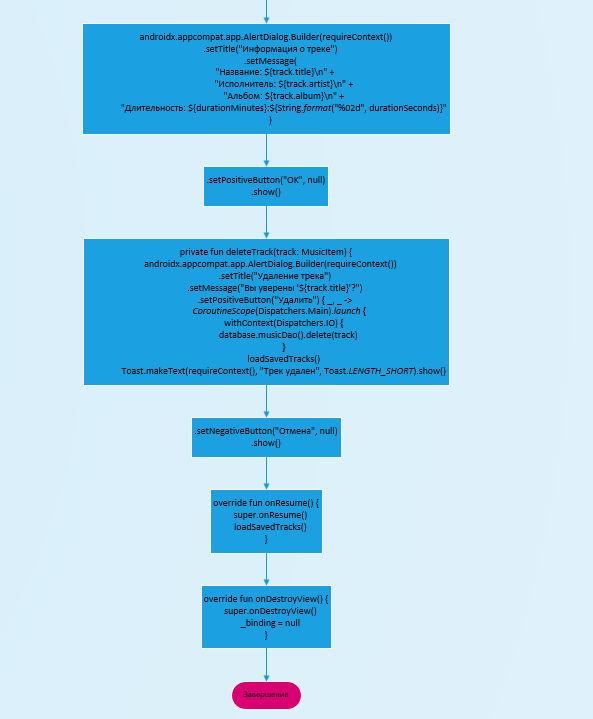 androidx.appcompat.app.AlertDialog.Builder(requireContext())
.setTitle("Информация о треке")
.setMessage(
"Название: ${track.title}\n" +
"Исполнитель: ${track.artist}\n" +
"Альбом: ${track.album}\n" +
"Длительность: ${durationMinutes}:${String.format("%02d", durationSeconds)}"
)
.setPositiveButton("OK", null)
.show()
private fun deleteTrack(track: MusicItem) {
androidx.appcompat.app.AlertDialog.Builder(requireContext())
.setTitle("Удаление трека")
.setMessage("Вы уверены '${track.title}'?")
.setPositiveButton("Удалить") { _, _ ->
CoroutineScope(Dispatchers.Main).launch {
withContext(Dispatchers.IO) {
database.musicDao().delete(track)
}
loadSavedTracks()
Toast.makeText(requireContext(), "Трек удален", Toast.LENGTH_SHORT).show()
.setNegativeButton("Отмена", null)
.show()
override fun onResume() {
super.onResume()
loadSavedTracks()
}
override fun onDestroyView() {
super.onDestroyView()
_binding = null
}
Завершение